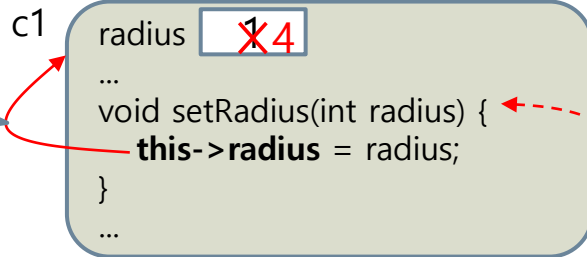 c1
radius 1 4
...
void setRadius(int radius) {
this->radius = radius;
}
...